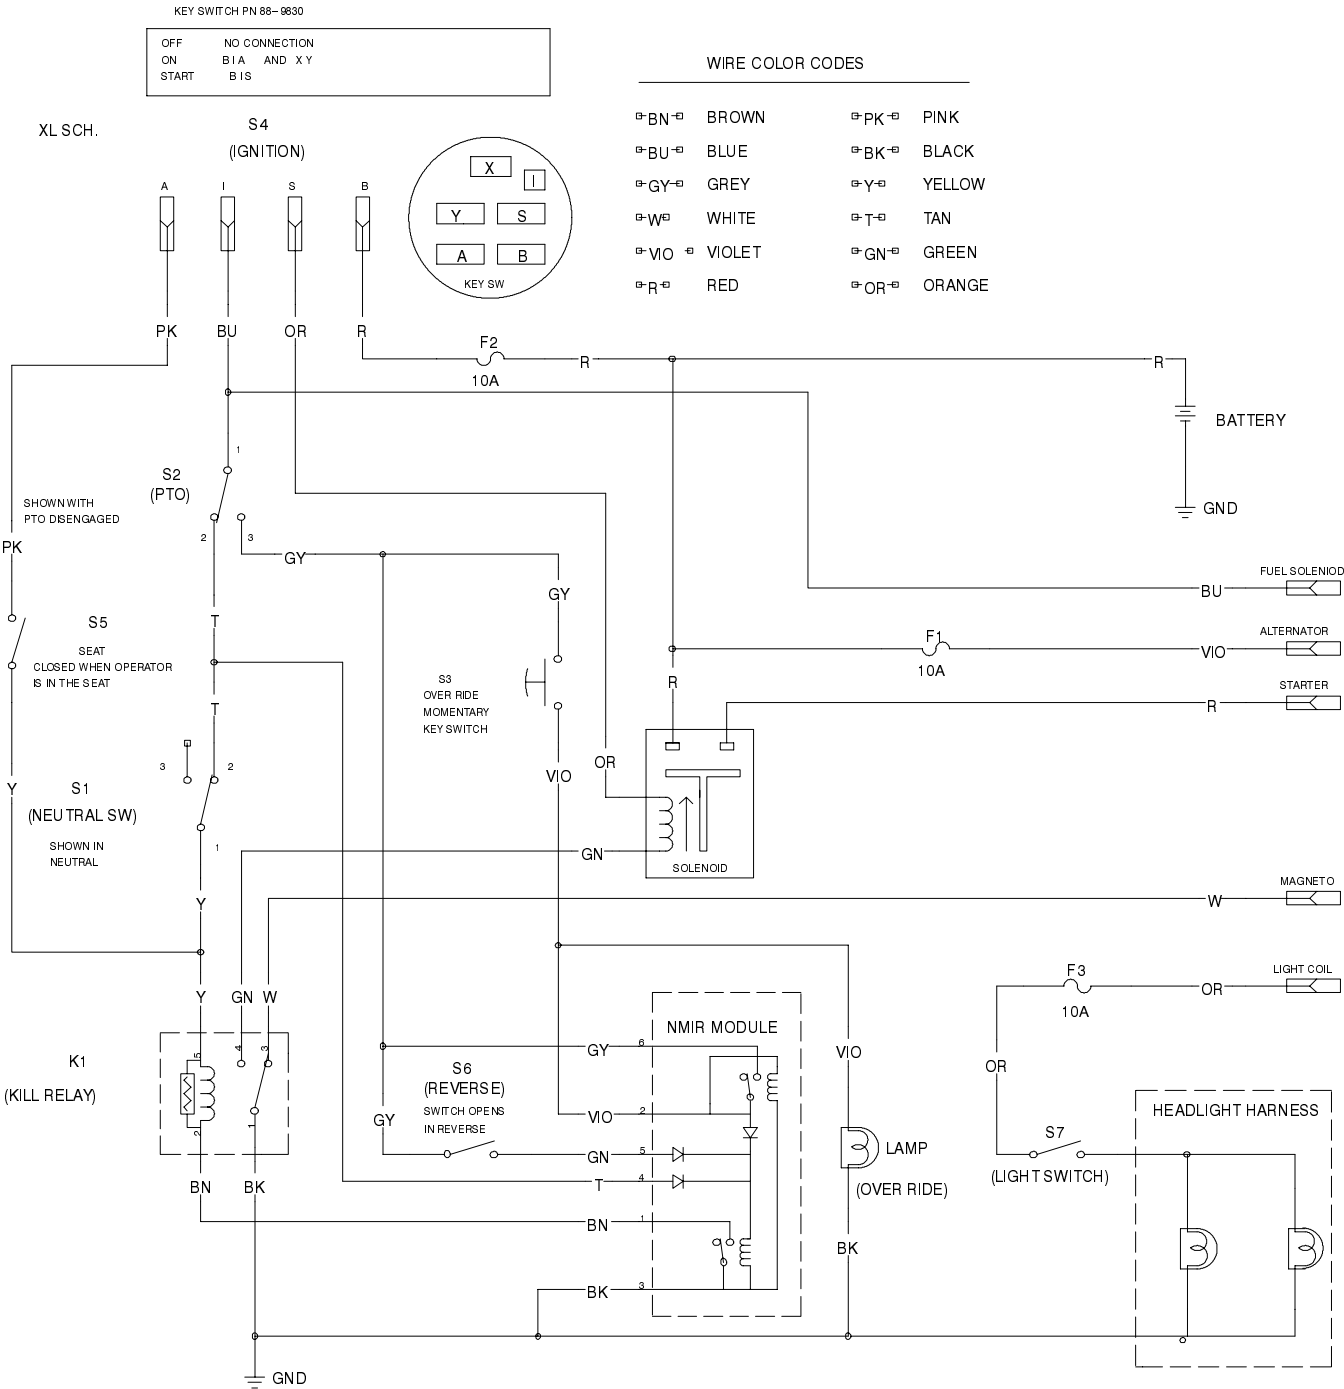 KEY SWITCH PN 88-9830
OFF NO CONNECTION
ON B I A AND X Y
START B I S
XL SCH.
S4
(IGNITION)
A I S B
X
I
Y S
A B
KEY SW
WIRE COLOR CODES
BN BROWN PK PINK
BU BLUE BK BLACK
GY GREY Y YELLOW
W WHITE T TAN
VIO VIOLET GN GREEN
R RED OR ORANGE
PK BU OR R
F2
10A
R
R
BATTERY
GND
1
S2
(PTO)
SHOWN WITH
PTO DISENGAGED
2 3
PK
GY
GY
T
S5
SEAT
CLOSED WHEN OPERATOR
IS IN THE SEAT
S3
OVER RIDE
MOMENTARY
KEY SWITCH
FUEL SOLENIOD
BU
ALTERNATOR
F1
10A
VIO
STARTER
R
R
T
3 2
Y
S1
(NEUTRAL SW)
SHOWN IN
NEUTRAL
1
VIO
OR
GN
SOLENOID
Y
MAGNETO
W
LIGHT COIL
F3
10A
OR
Y GN W
NMIR MODULE
K1
(KILL RELAY)
5 4 3
2 1
S6
(REVERSE)
SWITCH OPENS
IN REVERSE
GY
GY 6
VIO 2
GN 5
T 4
BN 1
BK 3
BN BK
VIO
LAMP
(OVER RIDE)
BK
OR
S7
(LIGHT SWITCH)
HEADLIGHT HARNESS
GND